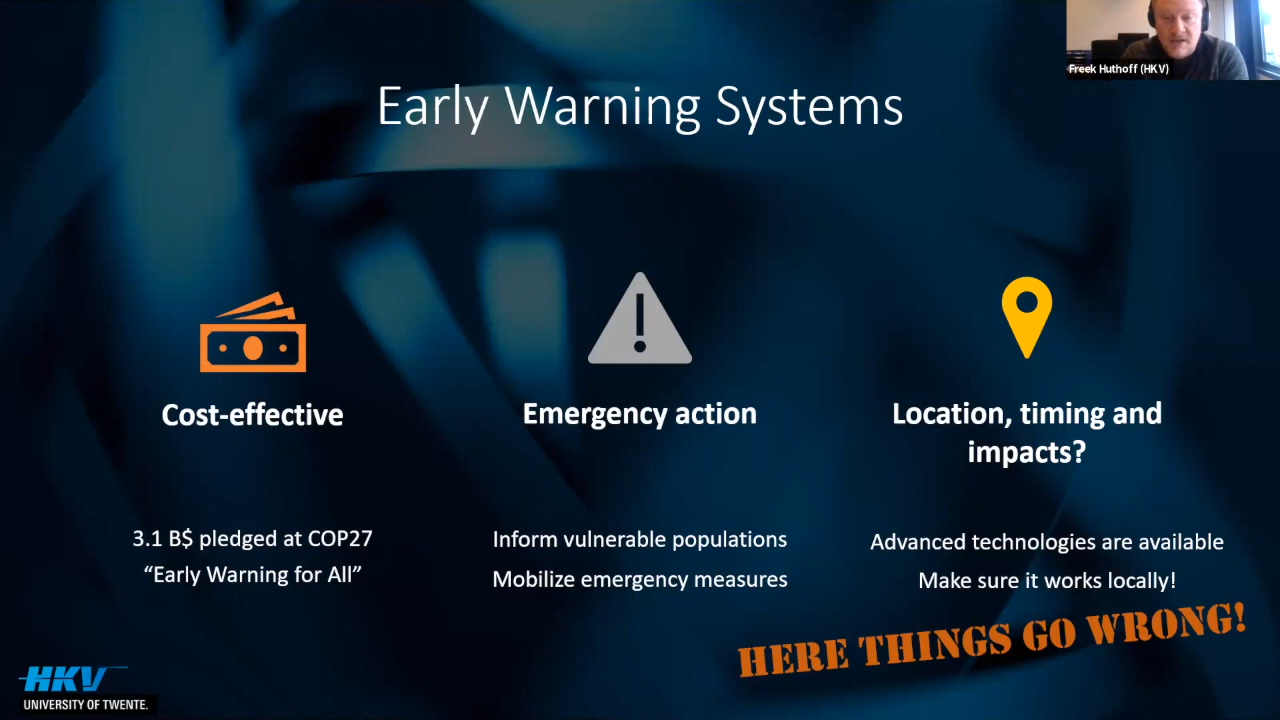 Freek Huthoff (HKV)
Early Warning Systems
Cost-effective
3.1 B$ pledged at COP27
“Early Warning for All”
Emergency action
Inform vulnerable populations
Mobilize emergency measures
Location, timing and
impacts?
Advanced technologies are available
Make sure it works locally!
HERE THINGS GO WRONG!
HKV
UNIVERSITY OF TWENTE.